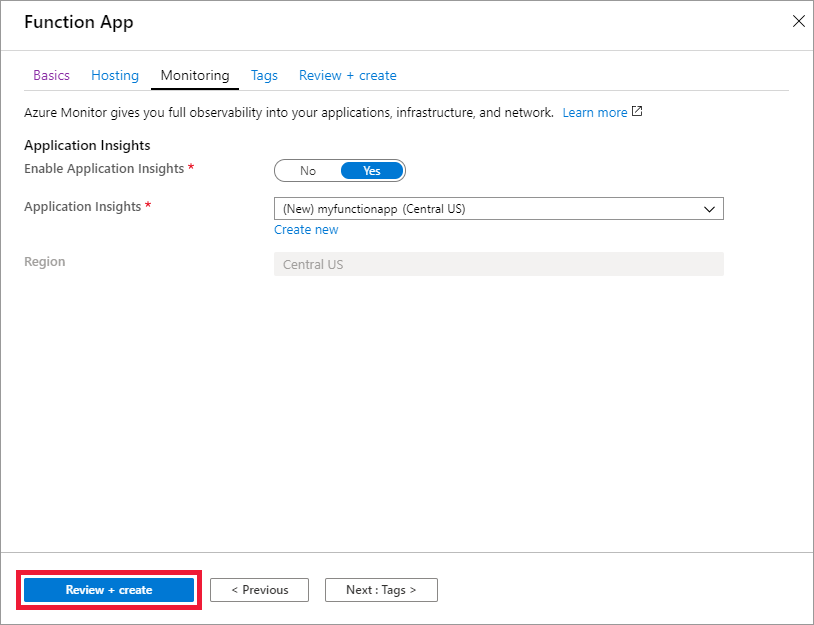 Function App
Basics Hosting Monitoring Tags Review + create
Azure Monitor gives you full observability into your applications, infrastructure, and network. Learn more
Application Insights
Enable Application Insights * No Yes
Application Insights * (New) myfunctionapp (Central US)
Create new
Region Central US
Review + create < Previous Next : Tags >